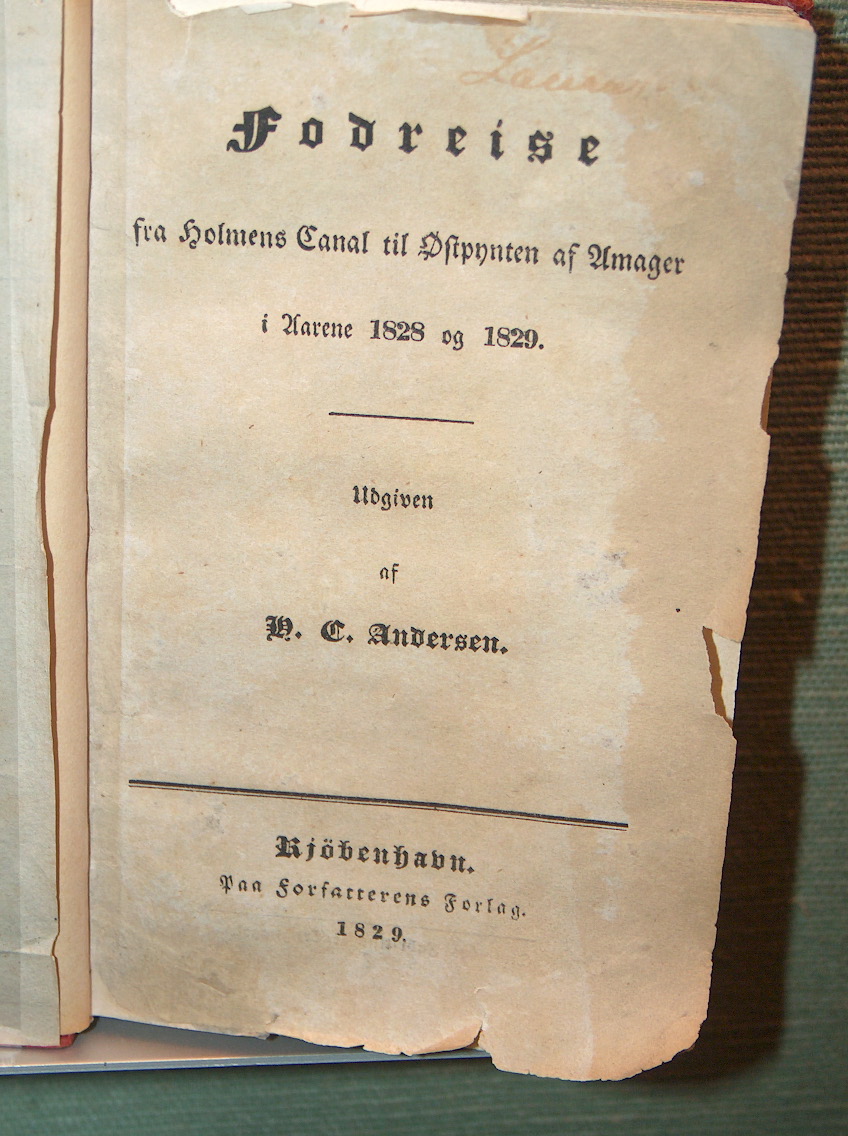 Fodreise
fra Holmens Canal til Østpynten af Amager
i Aarene 1828 og 1829.
Udgiven
af
H. C. Andersen.
Kjöbenhavn.
Paa Forfatterens Forlag.
1829.